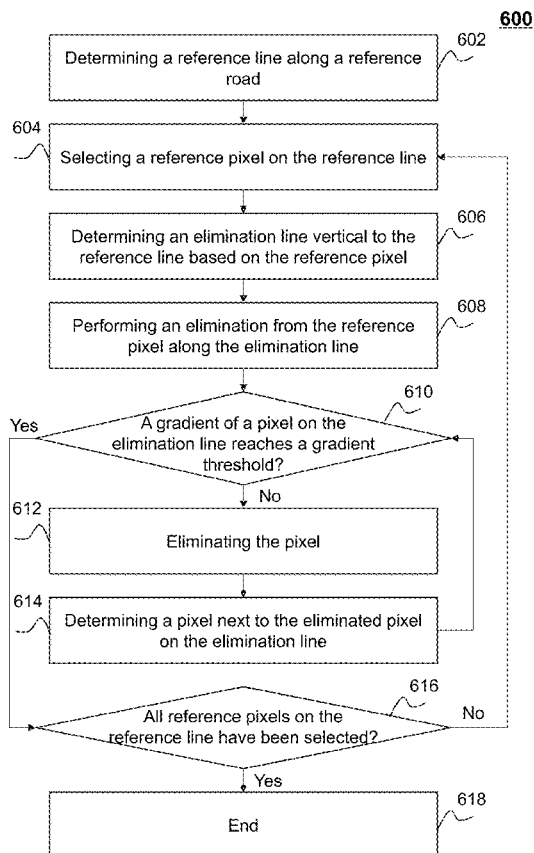 600
602
Determining a reference line along a reference
road
604
Selecting a reference pixel on the reference line
606
Determining an elimination line vertical to the
reference line based on the reference pixel
608
Performing an elimination from the reference
pixel along the elimination line
610
Yes
A gradient of a pixel on the
elimination line reaches a gradient
threshold?
No
612
Eliminating the pixel
614
Determining a pixel next to the eliminated pixel
on the elimination line
616
All reference pixels on the
reference line have been selected?
No
Yes
618
End